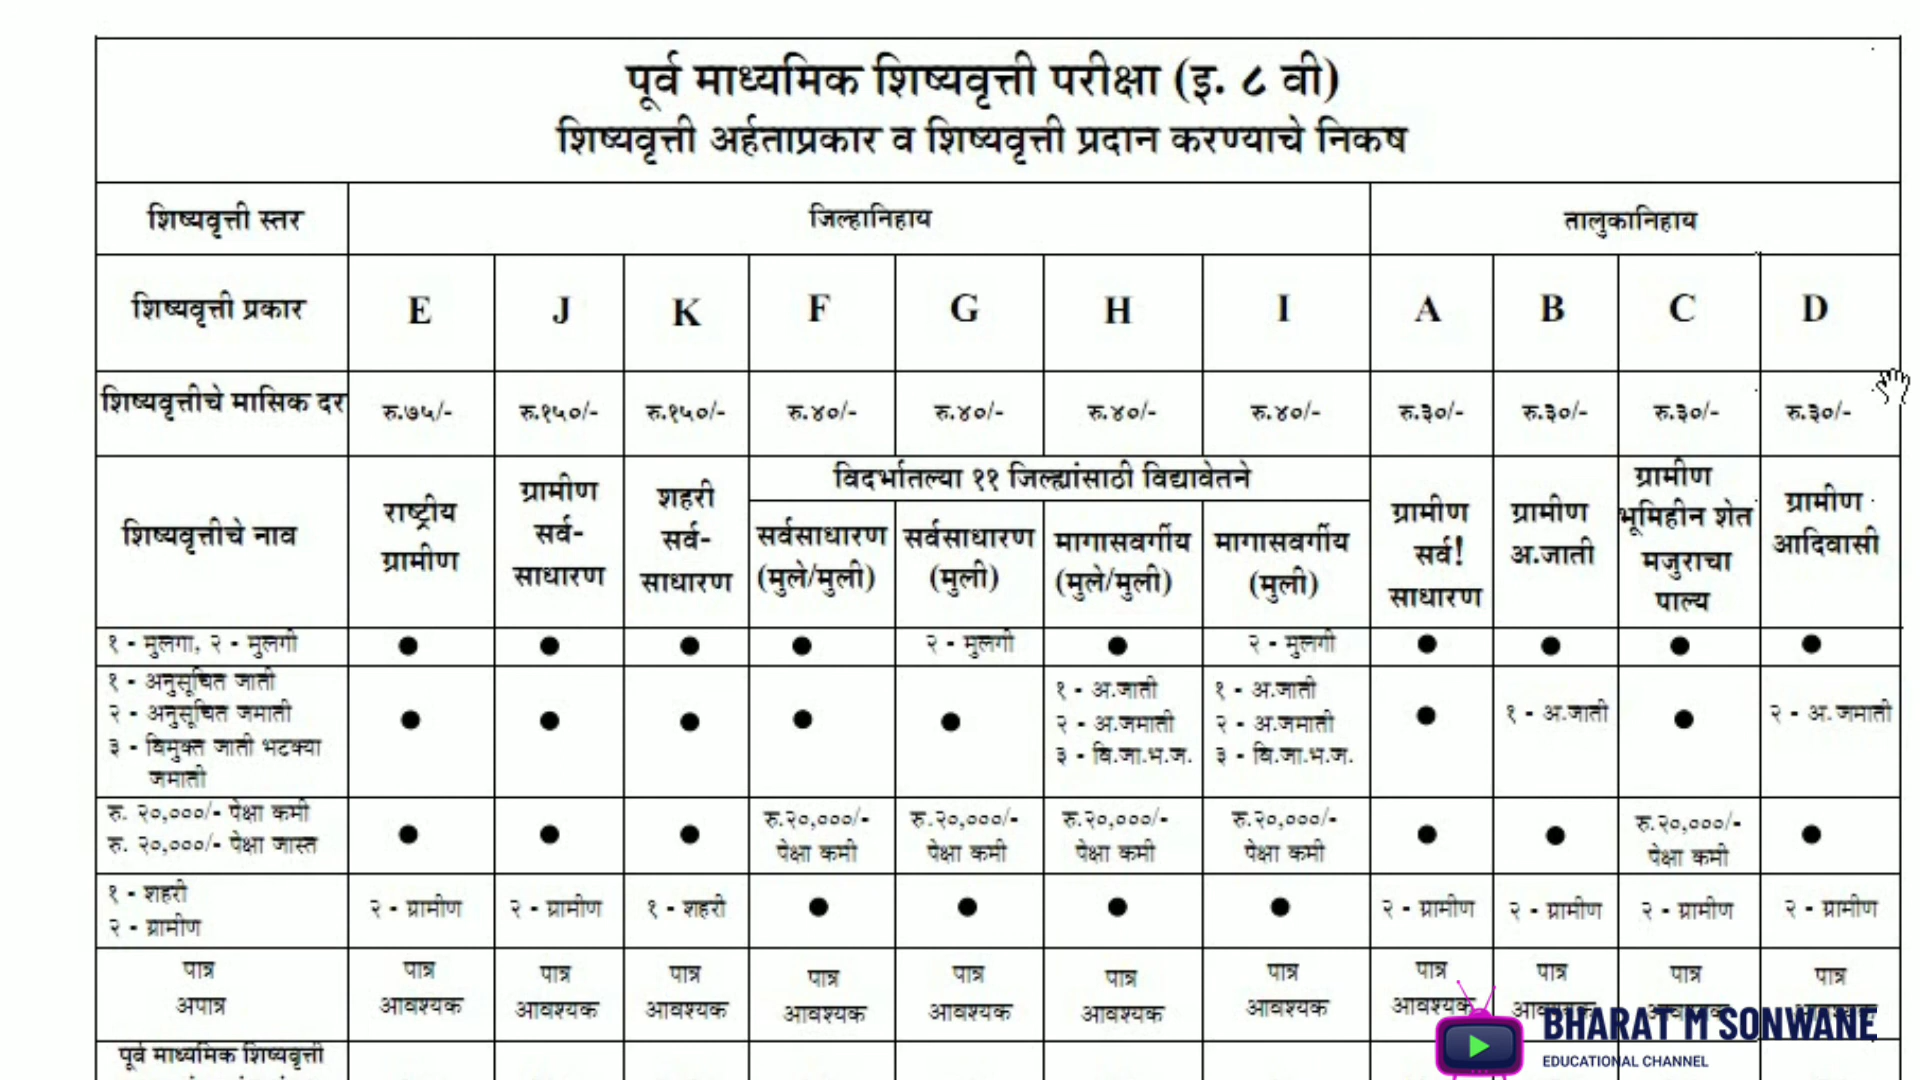 पूर्व माध्यमिक शिष्यवृत्ती परीक्षा (इ. ८ वी)
शिष्यवृत्ती अर्हताप्रकार व शिष्यवृत्ती प्रदान करण्याचे निकष
शिष्यवृत्ती स्तर जिल्हानिहाय तालुकानिहाय
शिष्यवृत्ती प्रकार E J K F G H I A B C D
शिष्यवृत्तीचे मासिक दर रु.७५/- रु.१५०/- रु.१५०/- रु.४०/- रु.४०/- रु.४०/- रु.४०/- रु.३०/- रु.३०/- रु.३०/- रु.३०/-
शिष्यवृत्तीचे नाव
राष्ट्रीय
ग्रामीण
ग्रामीण
सर्व-
साधारण
शहरी
सर्व-
साधारण
विदर्भातल्या ११ जिल्ह्यांसाठी विद्यावेतने
सर्वसाधारण
(मुले/मुली)
सर्वसाधारण
(मुली)
मागासवर्गीय
(मुले/मुली)
मागासवर्गीय
(मुली)
ग्रामीण
सर्व!
साधारण
ग्रामीण
अ.जाती
ग्रामीण
भूमिहीन शेत
मजुराचा
पाल्य
ग्रामीण
आदिवासी
१ - मुलगा, २ - मुलगी ● ● ● ● २ - मुलगी ● २ - मुलगी ● ● ● ●
१ - अनुसूचित जाती
२ - अनुसूचित जमाती
३ - विमुक्त जाती भटक्या
जमाती
● ● ● ● ●
१ - अ.जाती
२ - अ.जमाती
३ - वि.जा.भ.ज.
१ - अ.जाती
२ - अ.जमाती
३ - वि.जा.भ.ज.
● १ - अ.जाती ● २ - अ.जमाती
रु. २०,०००/- पेक्षा कमी
रु. २०,०००/- पेक्षा जास्त
● ● ●
रु.२०,०००/-
पेक्षा कमी
रु.२०,०००/-
पेक्षा कमी
रु.२०,०००/-
पेक्षा कमी
रु.२०,०००/-
पेक्षा कमी
● ●
रु.२०,०००/-
पेक्षा कमी
●
१ - शहरी
२ - ग्रामीण
२ - ग्रामीण २ - ग्रामीण १ - शहरी ● ● ● ● २ - ग्रामीण २ - ग्रामीण २ - ग्रामीण २ - ग्रामीण
पात्र पात्र पात्र पात्र पात्र पात्र पात्र पात्र पात्र पात्र पात्र पात्र
अपात्र आवश्यक आवश्यक आवश्यक आवश्यक आवश्यक आवश्यक आवश्यक आवश्यक
पूर्व माध्यमिक शिष्यवृत्ती
BHARAT M SONWANE
EDUCATIONAL CHANNEL